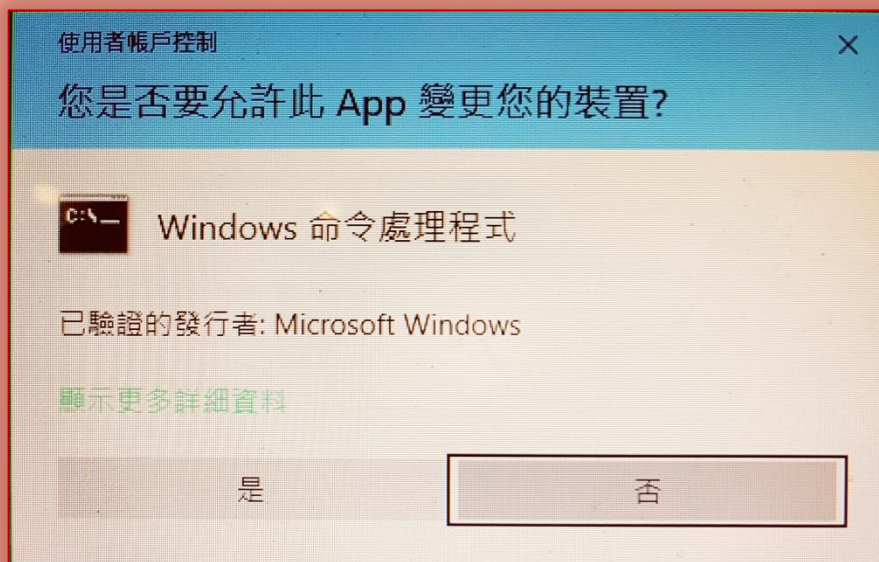 使用者帳戶控制
您是否要允許此 App 變更您的裝置?
C:\_
Windows 命令處理程式
已驗證的發行者: Microsoft Windows
顯示更多詳細資料
是
否